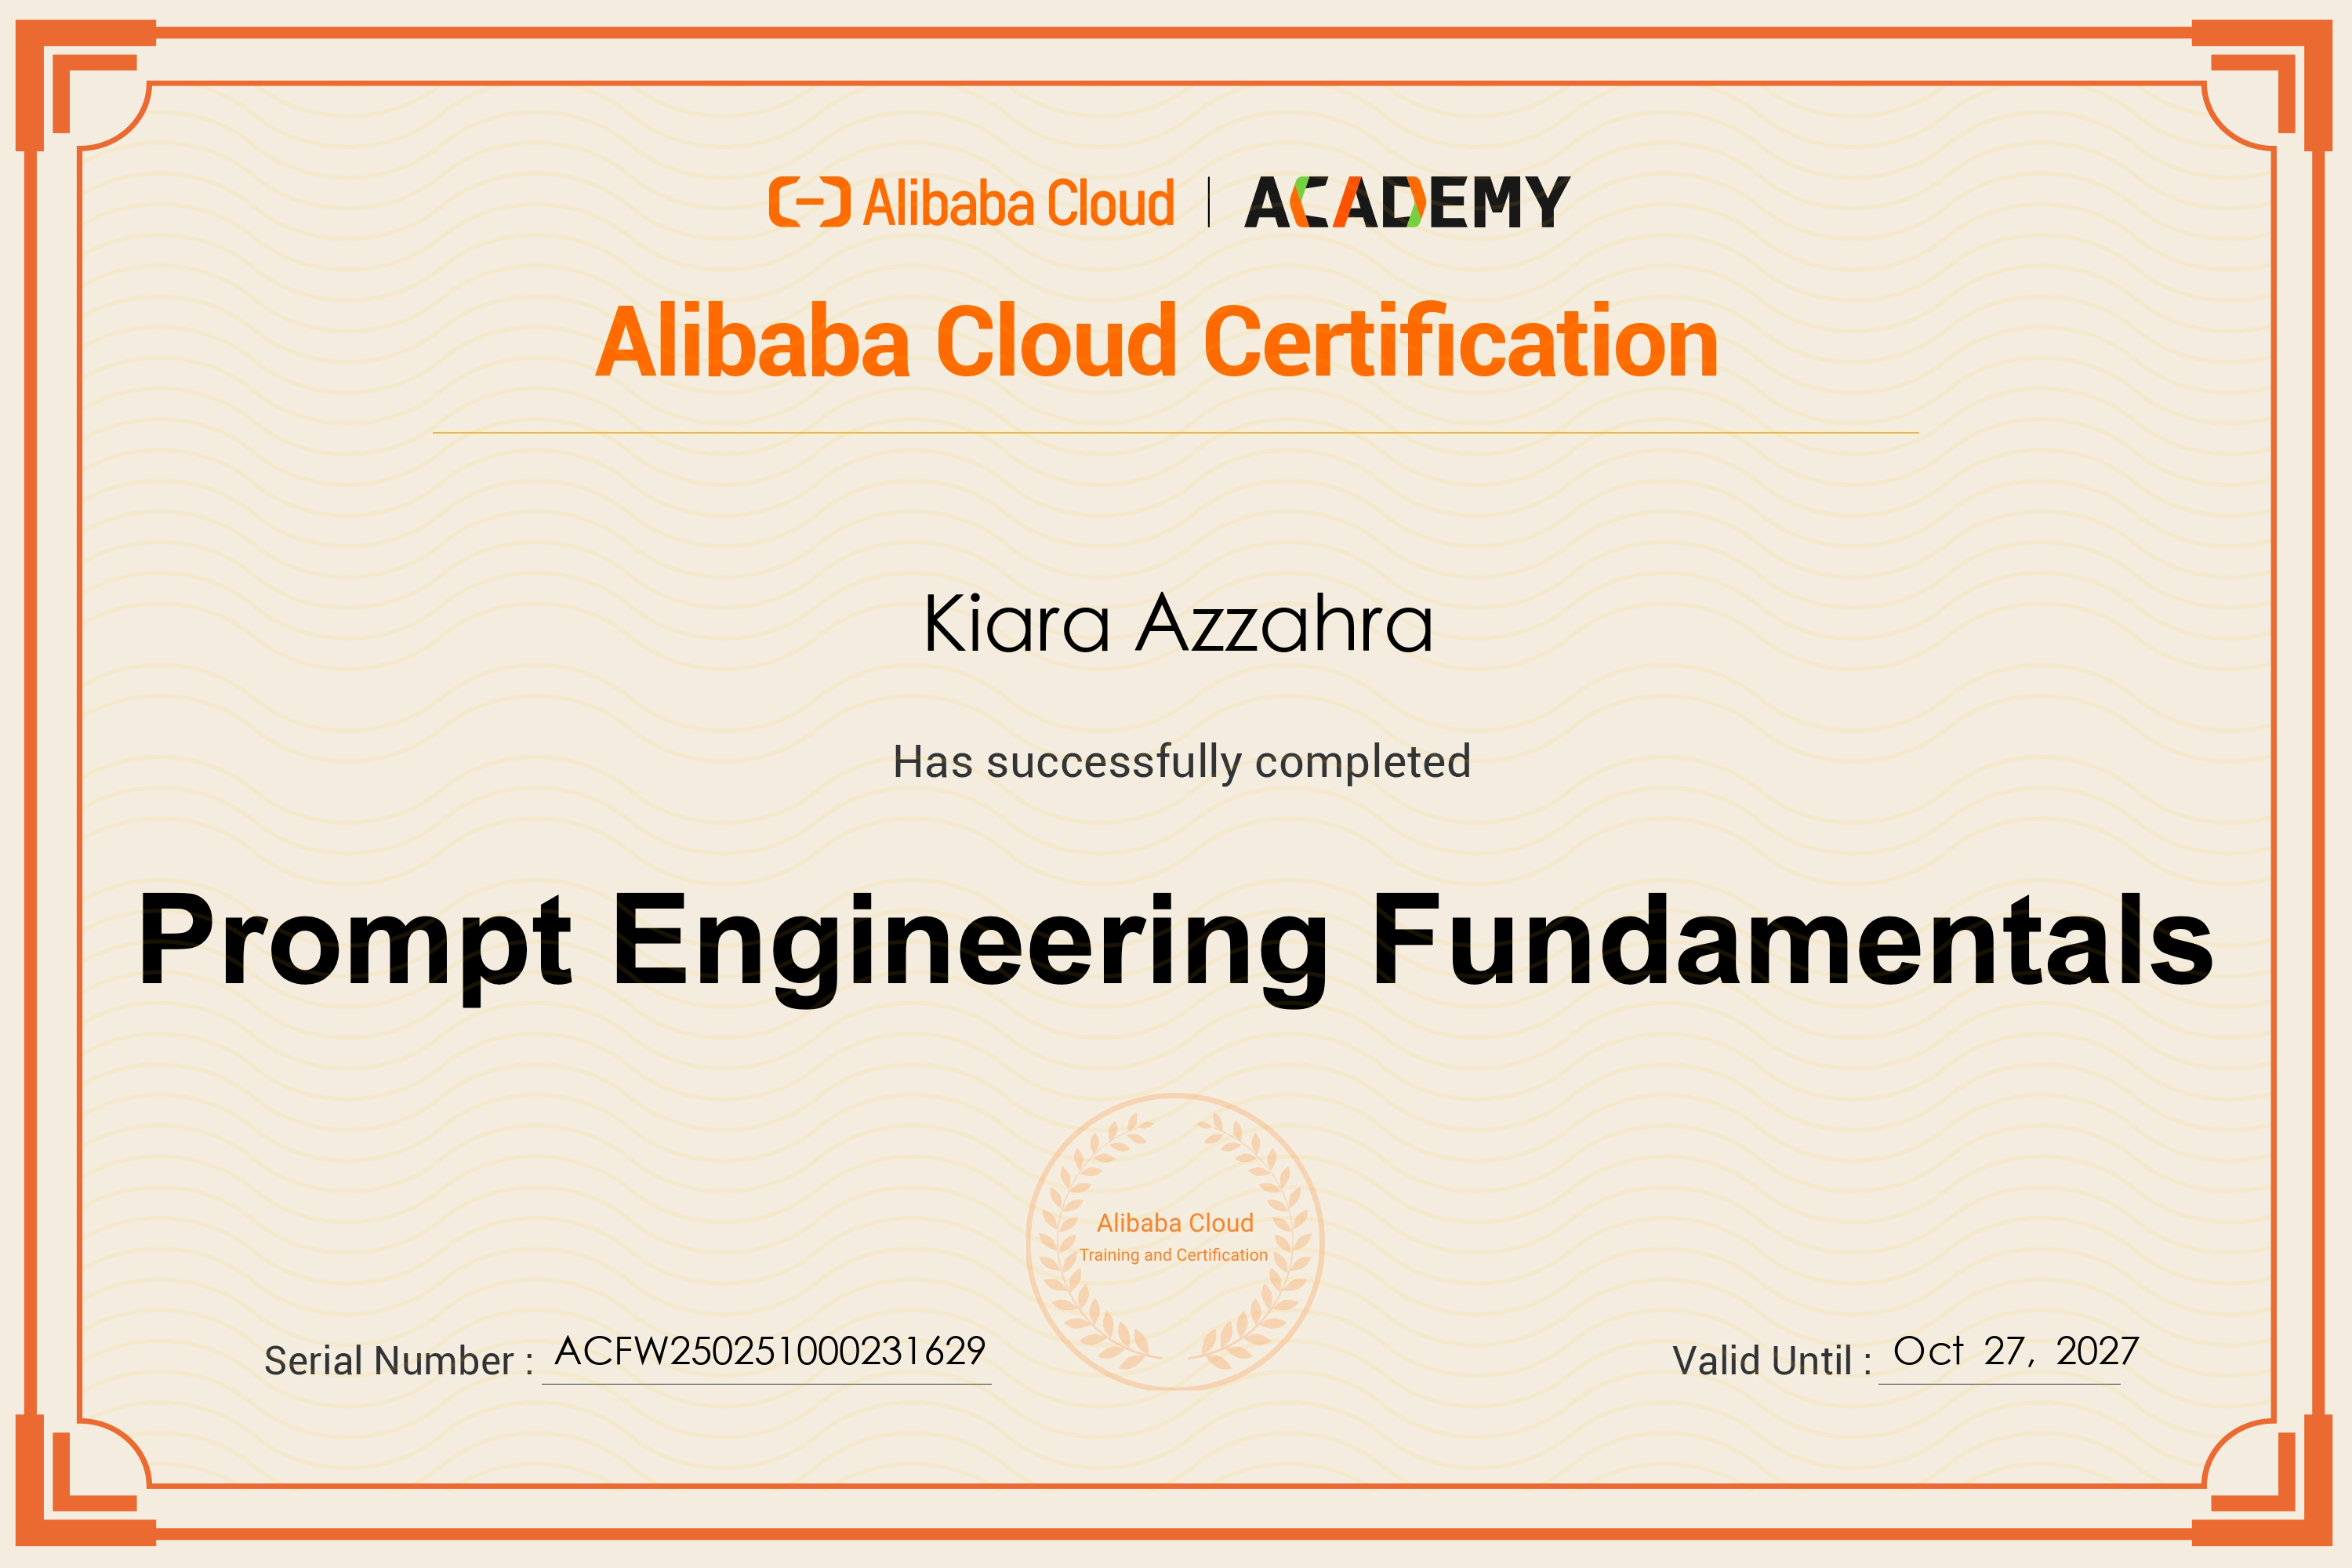 Alibaba Cloud | ACADEMY
Alibaba Cloud Certification
Kiara Azzahra
Has successfully completed
Prompt Engineering Fundamentals
Alibaba Cloud
Training and Certification
Serial Number : ACFW250251000231629
Valid Until : Oct 27, 2027